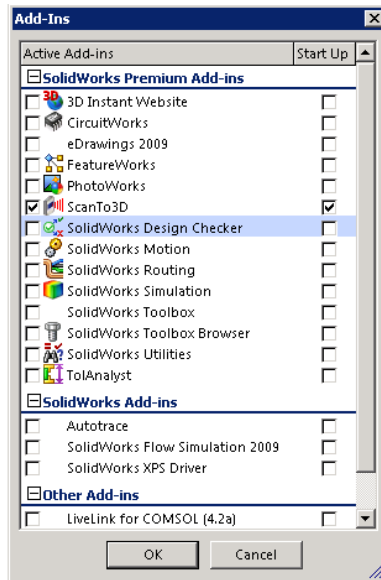 Add-Ins
Active Add-ins Start Up
SolidWorks Premium Add-ins
3D Instant Website
CircuitWorks
eDrawings 2009
FeatureWorks
PhotoWorks
ScanTo3D
SolidWorks Design Checker
SolidWorks Motion
SolidWorks Routing
SolidWorks Simulation
SolidWorks Toolbox
SolidWorks Toolbox Browser
SolidWorks Utilities
TolAnalyst
SolidWorks Add-ins
Autotrace
SolidWorks Flow Simulation 2009
SolidWorks XPS Driver
Other Add-ins
LiveLink for COMSOL (4.2a)
OK Cancel